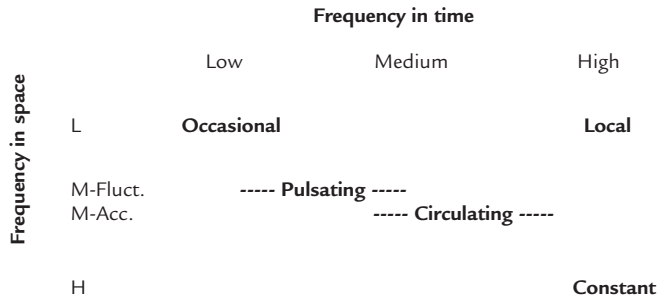 Frequency in time
Low Medium High
Frequency in space
L Occasional Local
M-Fluct. ----- Pulsating -----
M-Acc. ----- Circulating -----
H Constant